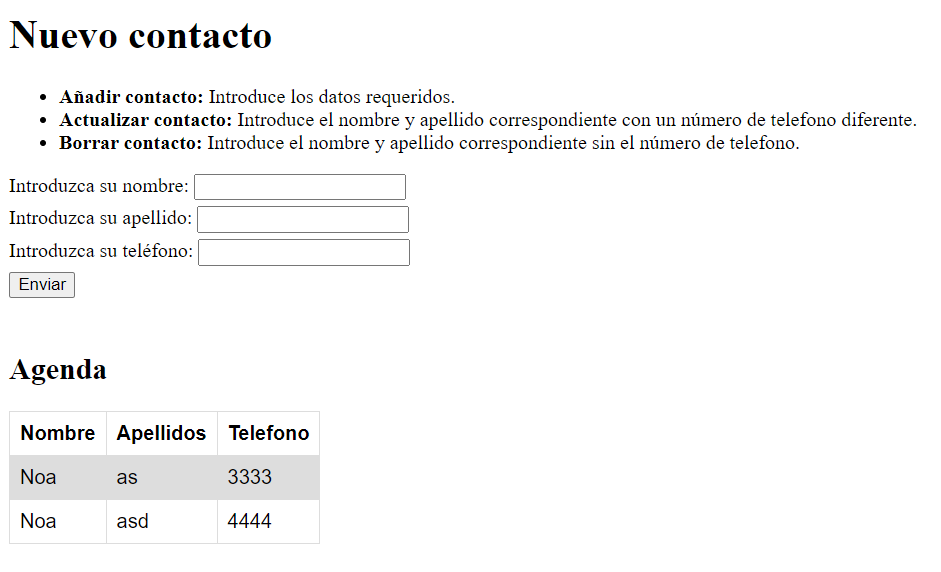 Nuevo contacto
Añadir contacto: Introduce los datos requeridos.
Actualizar contacto: Introduce el nombre y apellido correspondiente con un número de telefono diferente.
Borrar contacto: Introduce el nombre y apellido correspondiente sin el número de telefono.
Introduzca su nombre:
Introduzca su apellido:
Introduzca su teléfono:
Enviar
Agenda
Nombre Apellidos Telefono
Noa as 3333
Noa asd 4444